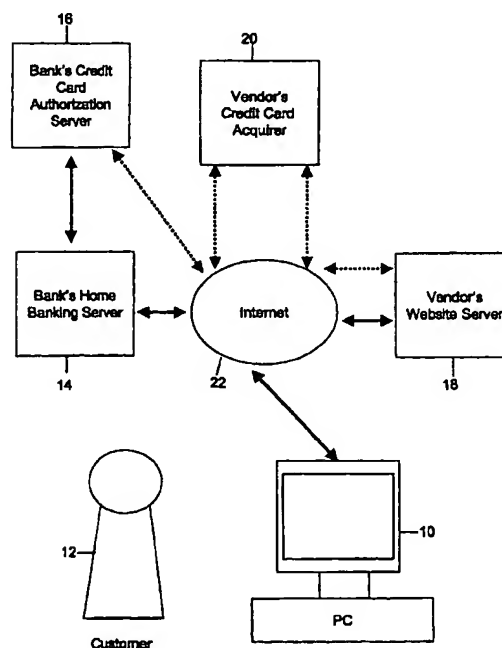 16
Bank's Credit
Card
Authorization
Server
20
Vendor's
Credit Card
Acquirer
Bank's Home
Banking Server
14
Internet
22
Vendor's
Website Server
18
12
Customer
10
PC